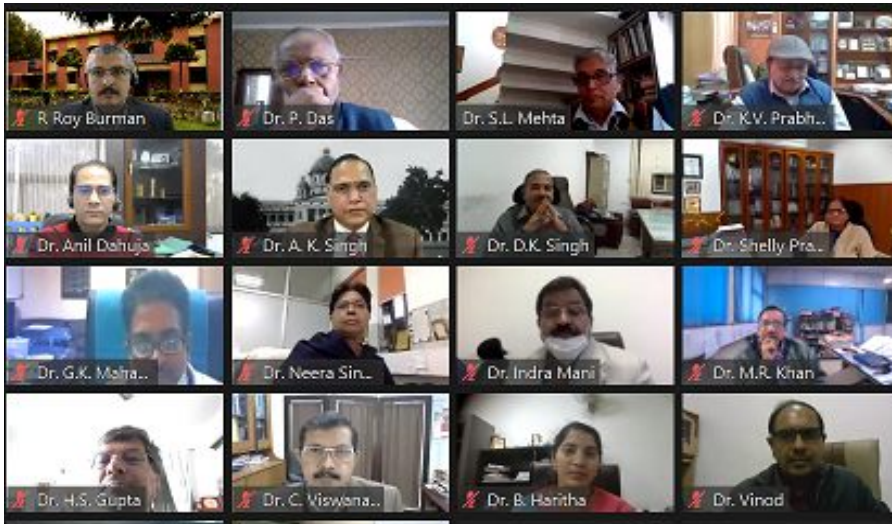 R Roy Burman
Dr. P. Das
Dr. S.L. Mehta
Dr. K.V. Prabh...
Dr. Anil Dahuja
Dr. A. K. Singh
Dr. D.K. Singh
Dr. Shelly Pra...
Dr. G.K. Maha...
Dr. Neera Sin...
Dr. Indra Mani
Dr. M.R. Khan
Dr. H.S. Gupta
Dr. C. Viswana...
Dr. B. Haritha
Dr. Vinod